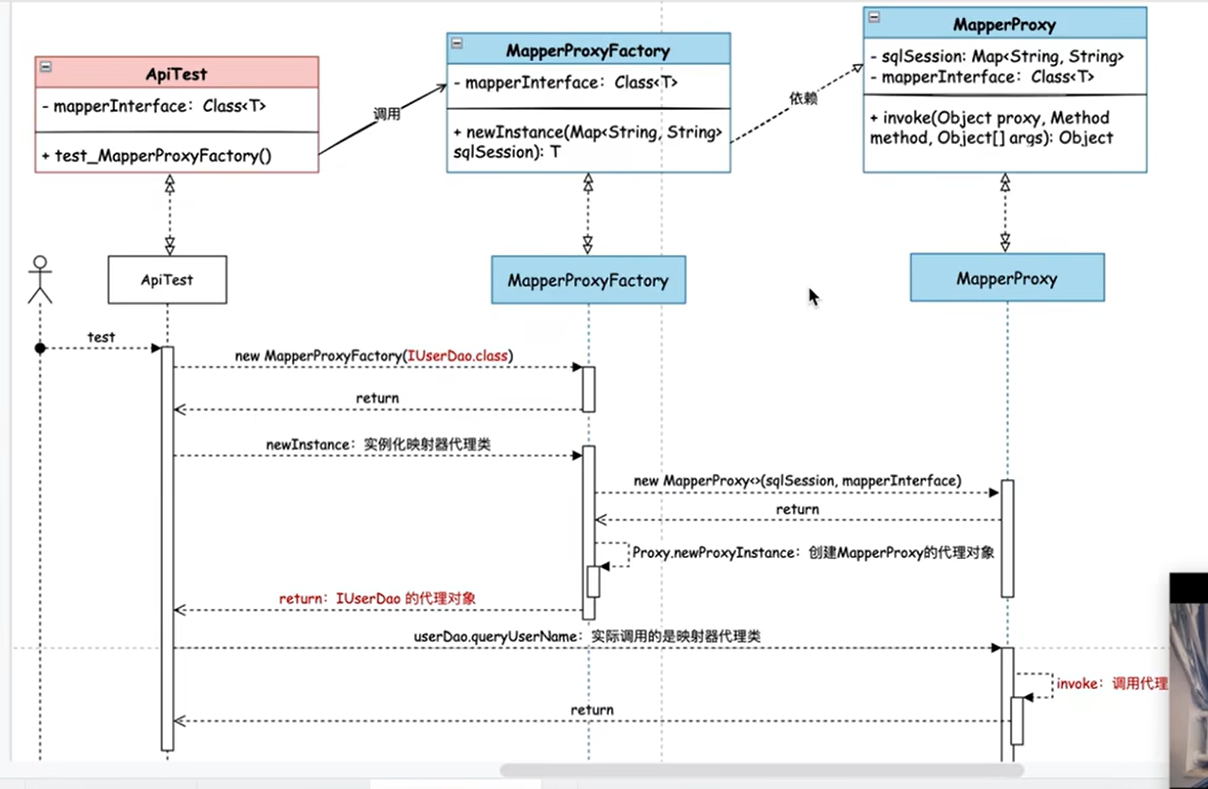 ApiTest
- mapperInterface: Class<T>
+ test_MapperProxyFactory()
调用
MapperProxyFactory
- mapperInterface: Class<T>
+ newInstance(Map<String, String>
sqlSession): T
依赖
MapperProxy
- sqlSession: Map<String, String>
- mapperInterface: Class<T>
+ invoke(Object proxy, Method
method, Object[] args): Object
ApiTest
MapperProxyFactory
MapperProxy
test
new MapperProxyFactory(IUserDao.class)
return
newInstance：实例化映射器代理类
new MapperProxy<>(sqlSession, mapperInterface)
return
Proxy.newProxyInstance：创建MapperProxy的代理对象
return：IUserDao 的代理对象
userDao.queryUserName：实际调用的是映射器代理类
invoke：调用代理
return